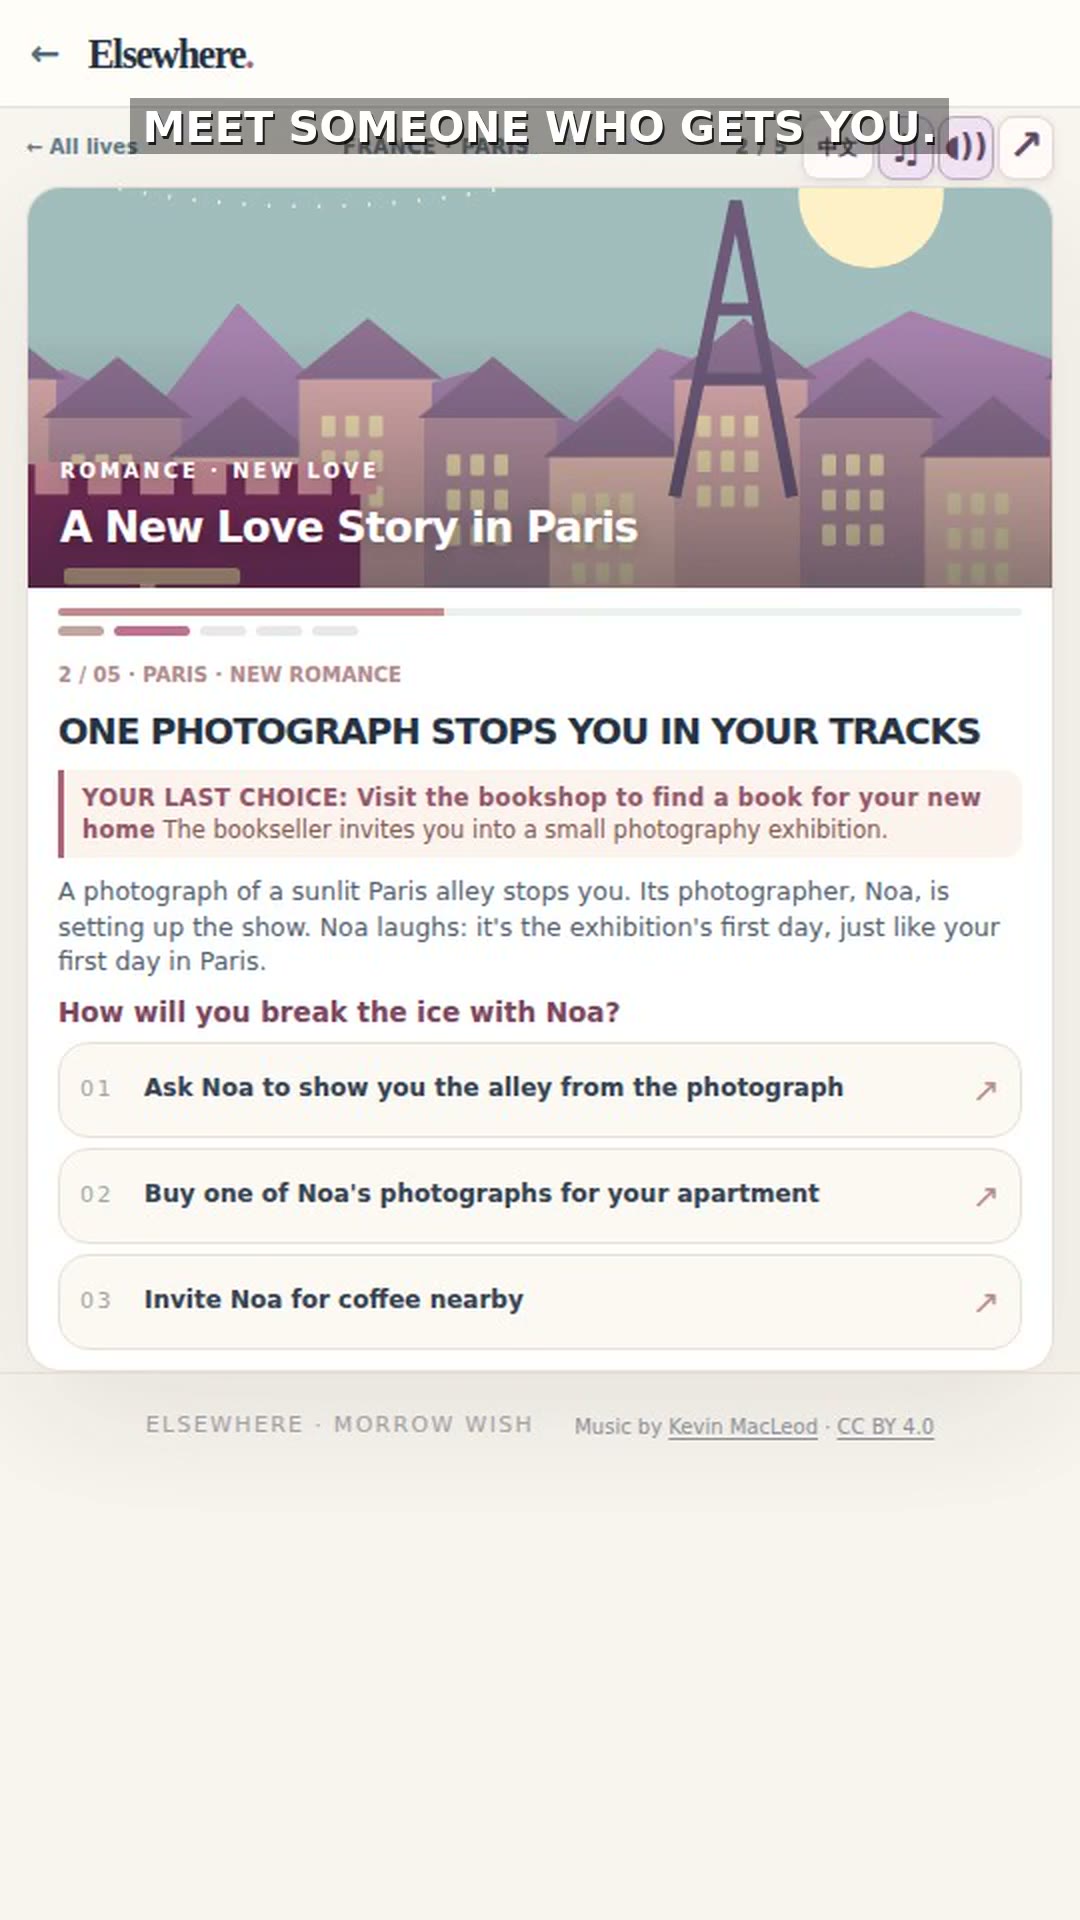 ← Elsewhere.
MEET SOMEONE WHO GETS YOU.
← All lives
FRANCE · PARIS
2 / 5
中文
ROMANCE · NEW LOVE
A New Love Story in Paris
2 / 05 · PARIS · NEW ROMANCE
ONE PHOTOGRAPH STOPS YOU IN YOUR TRACKS
YOUR LAST CHOICE: Visit the bookshop to find a book for your new
home The bookseller invites you into a small photography exhibition.
A photograph of a sunlit Paris alley stops you. Its photographer, Noa, is
setting up the show. Noa laughs: it's the exhibition's first day, just like your
first day in Paris.
How will you break the ice with Noa?
01 Ask Noa to show you the alley from the photograph ↗
02 Buy one of Noa's photographs for your apartment ↗
03 Invite Noa for coffee nearby ↗
ELSEWHERE · MORROW WISH
Music by Kevin MacLeod · CC BY 4.0